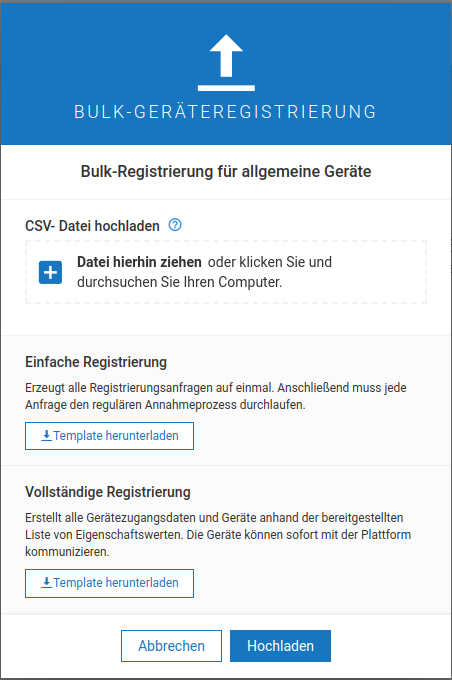 BULK-GERÄTEREGISTRIERUNG
Bulk-Registrierung für allgemeine Geräte
CSV- Datei hochladen
Datei hierhin ziehen oder klicken Sie und
durchsuchen Sie Ihren Computer.
Einfache Registrierung
Erzeugt alle Registrierungsanfragen auf einmal. Anschließend muss jede
Anfrage den regulären Annahmeprozess durchlaufen.
Template herunterladen
Vollständige Registrierung
Erstellt alle Gerätezugangsdaten und Geräte anhand der bereitgestellten
Liste von Eigenschaftswerten. Die Geräte können sofort mit der Plattform
kommunizieren.
Template herunterladen
Abbrechen Hochladen